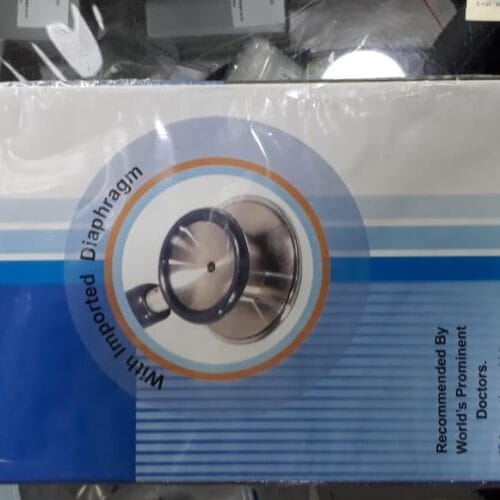 With Imported Diaphragm
Recommended By
World's Prominent
Doctors.